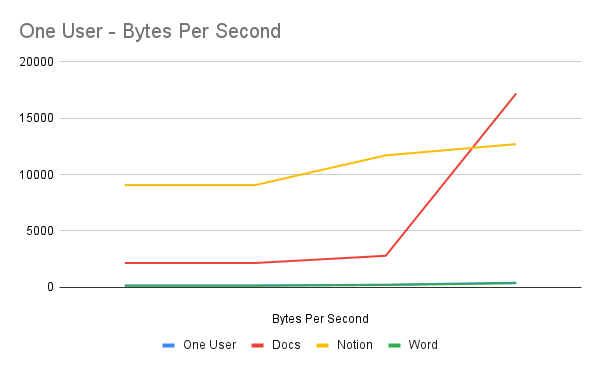 One User - Bytes Per Second
20000
15000
10000
5000
0
Bytes Per Second
One User Docs Notion Word